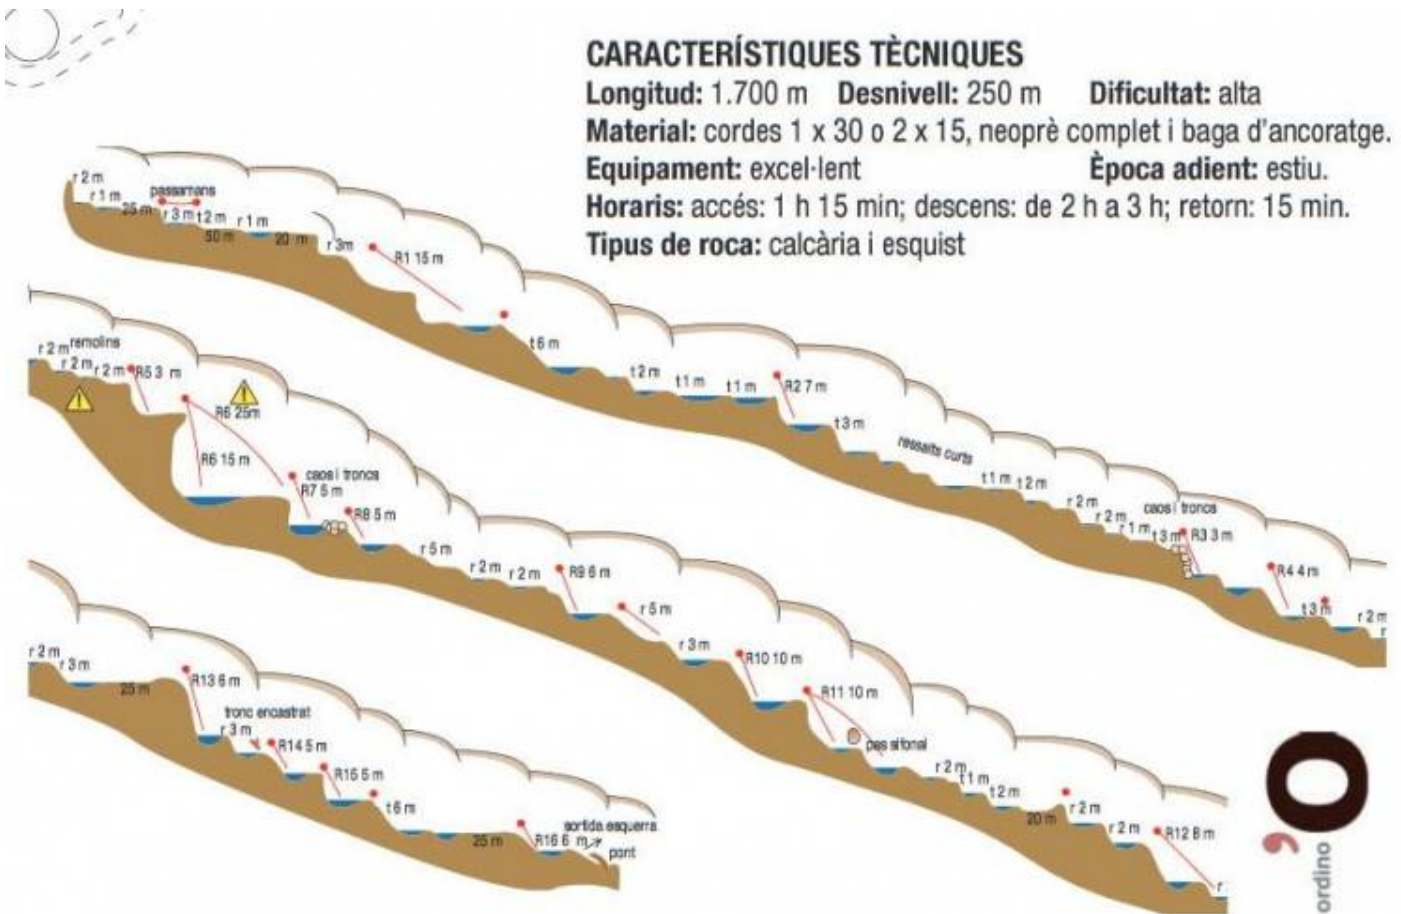 CARACTERÍSTIQUES TÈCNIQUES
Longitud: 1.700 m Desnivell: 250 m Dificultat: alta
Material: cordes 1 x 30 o 2 x 15, neoprè complet i baga d'ancoratge.
Equipament: excel·lent Època adient: estiu.
Horaris: accés: 1 h 15 min; descens: de 2 h a 3 h; retorn: 15 min.
Tipus de roca: calcària i esquist
r 2 m
r 1 m
25 m
passamans
r 3 m
t2 m
50 m
r 1 m
20 m
r 3m
R1 15 m
t 6 m
t 2 m
t 1 m
t 1 m
R2 7 m
t 3 m
ressalts curts
t 1 m
t 2 m
r 2 m
r 2 m
r 1 m
caos i troncs
t 3 m
R3 3 m
R4 4 m
t 3 m
r 2 m
r
r 2 m
remolins
r 2 m
r 2 m
R5 3 m
R6 25m
R6 15 m
caos i troncs
R7 5 m
R8 5 m
r 5 m
r 2 m
r 2 m
R9 6 m
r 5 m
r 3 m
R10 10 m
R11 10 m
pas sifonal
r 2 m
t 1 m
t 2 m
20 m
r 2 m
r 2 m
R12 8 m
r
r 2 m
r 3 m
25 m
R13 6 m
tronc encastrat
r 3 m
R14 5 m
R15 5 m
t 6 m
25 m
R16 6 m
sortida esquerra
pont
'O
ordino